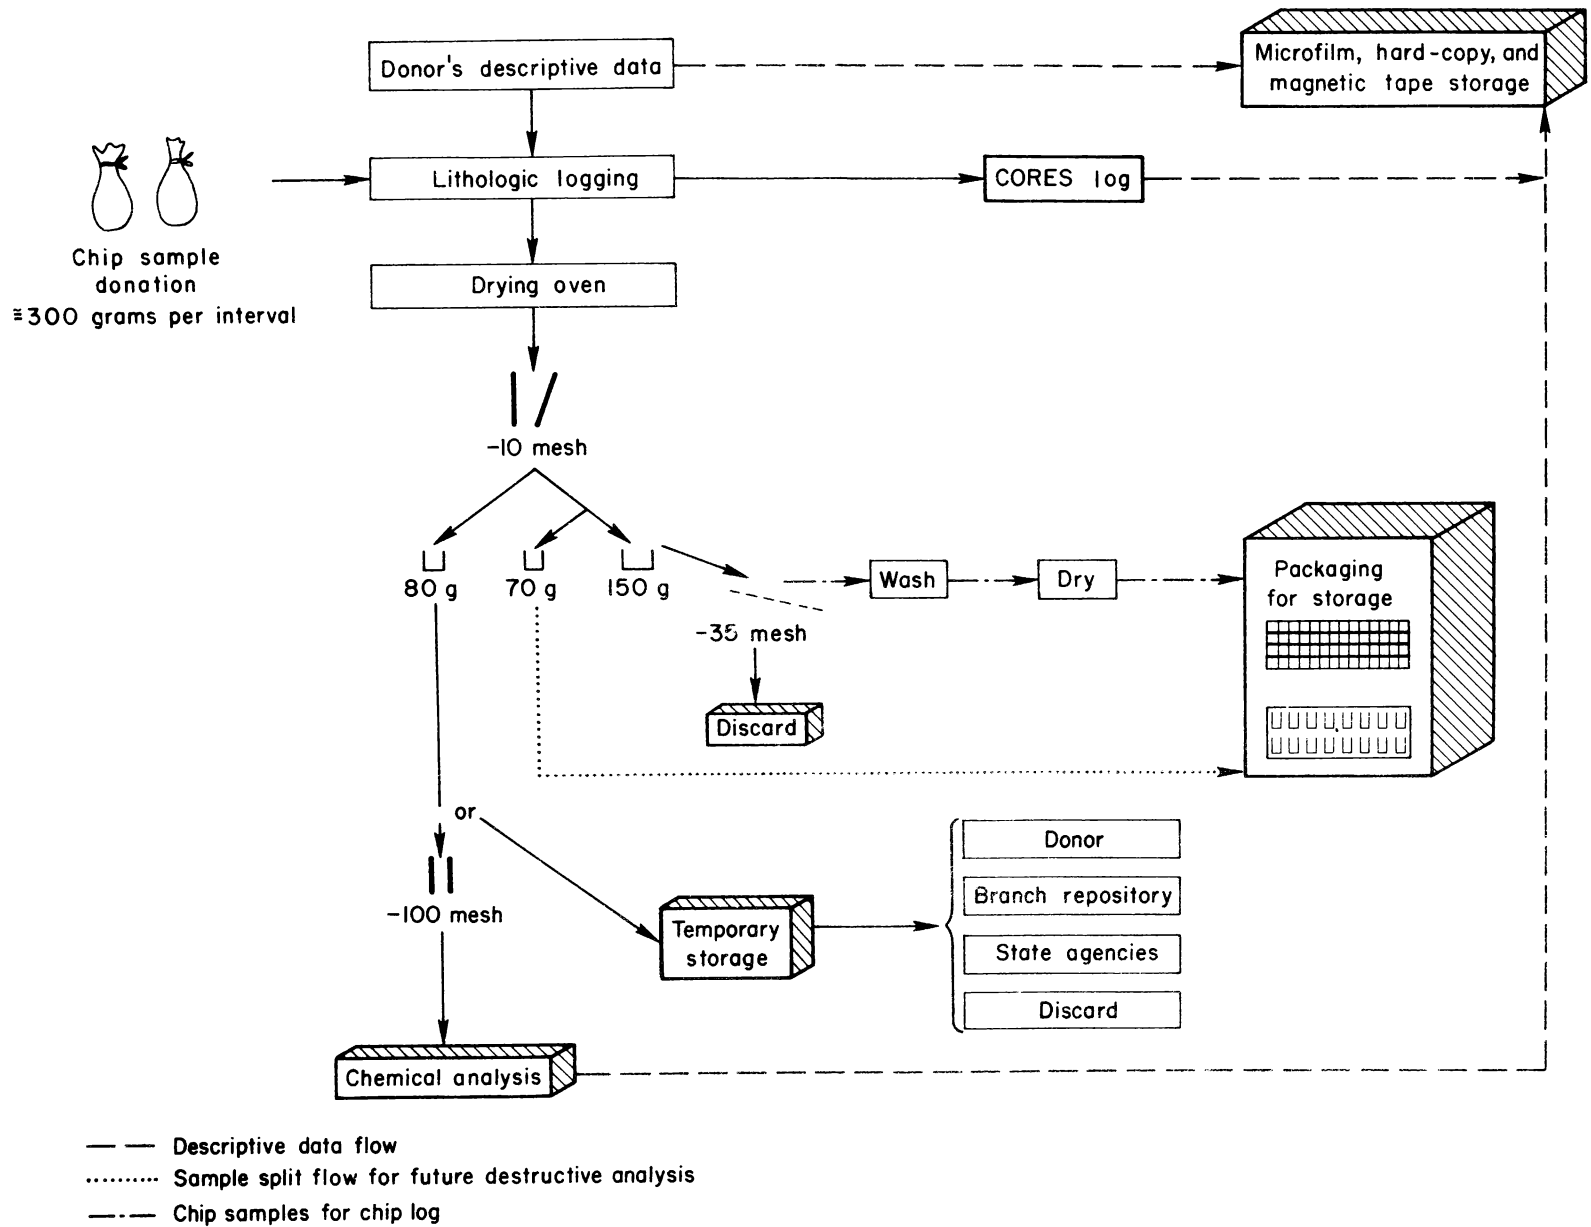 Donor's descriptive data
Microfilm, hard-copy, and
magnetic tape storage
Lithologic logging
CORES log
Chip sample
donation
≅300 grams per interval
Drying oven
-10 mesh
80 g
70 g
150 g
Wash
Dry
Packaging
for storage
-35 mesh
Discard
or
-100 mesh
Temporary
storage
Donor
Branch repository
State agencies
Discard
Chemical analysis
Descriptive data flow
Sample split flow for future destructive analysis
Chip samples for chip log